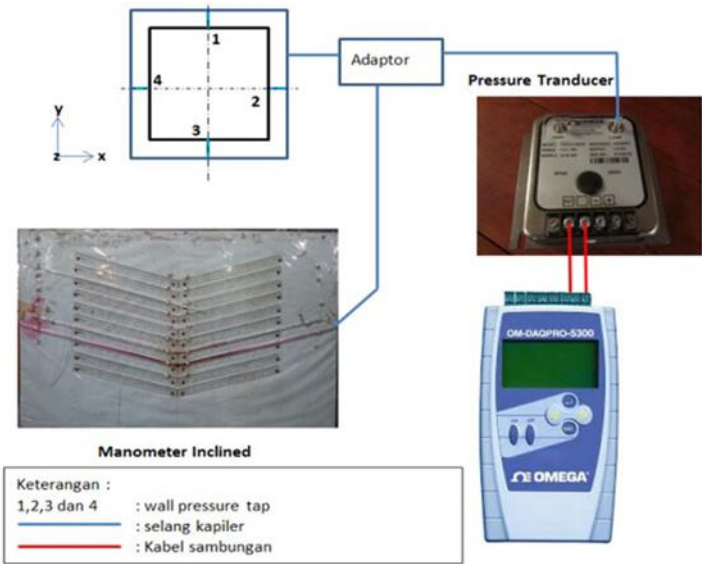 1
Adaptor
4
2
3
y
z
x
Pressure Tranducer
OM-DAQPRO-5300
OMEGA
Manometer Inclined
Keterangan :
1,2,3 dan 4 : wall pressure tap
: selang kapiler
: Kabel sambungan